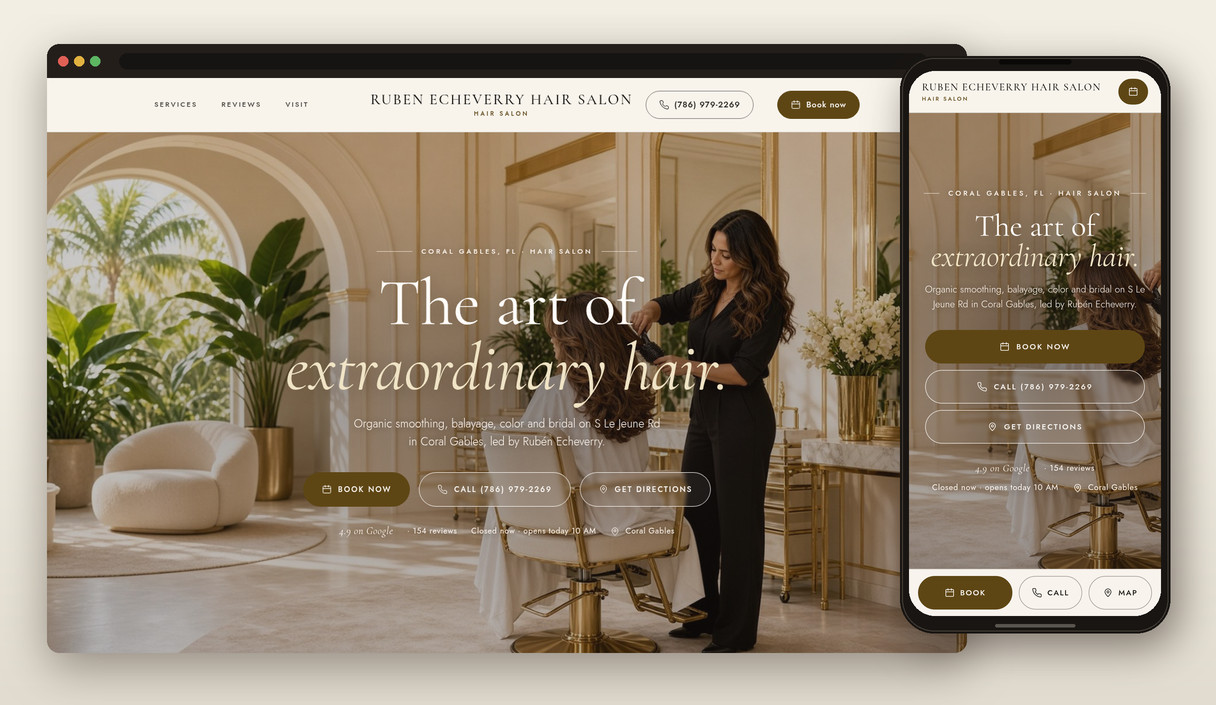 SERVICES REVIEWS VISIT
RUBEN ECHEVERRY HAIR SALON
HAIR SALON
(786) 979-2269
Book now
CORAL GABLES, FL · HAIR SALON
The art of
extraordinary hair.
Organic smoothing, balayage, color and bridal on S Le Jeune Rd
in Coral Gables, led by Rubén Echeverry.
BOOK NOW
CALL (786) 979-2269
GET DIRECTIONS
4.9 on Google · 154 reviews Closed now · opens today 10 AM Coral Gables
RUBEN ECHEVERRY HAIR SALON
HAIR SALON
CORAL GABLES, FL · HAIR SALON
The art of
extraordinary hair.
Organic smoothing, balayage, color and bridal on S Le
Jeune Rd in Coral Gables, led by Rubén Echeverry.
BOOK NOW
CALL (786) 979-2269
GET DIRECTIONS
4.9 on Google · 154 reviews
Closed now · opens today 10 AM Coral Gables
BOOK CALL MAP